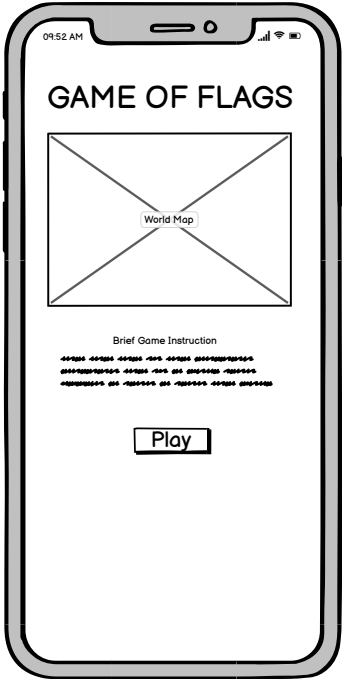 09:52 AM
GAME OF FLAGS
World Map
Brief Game Instruction
Play